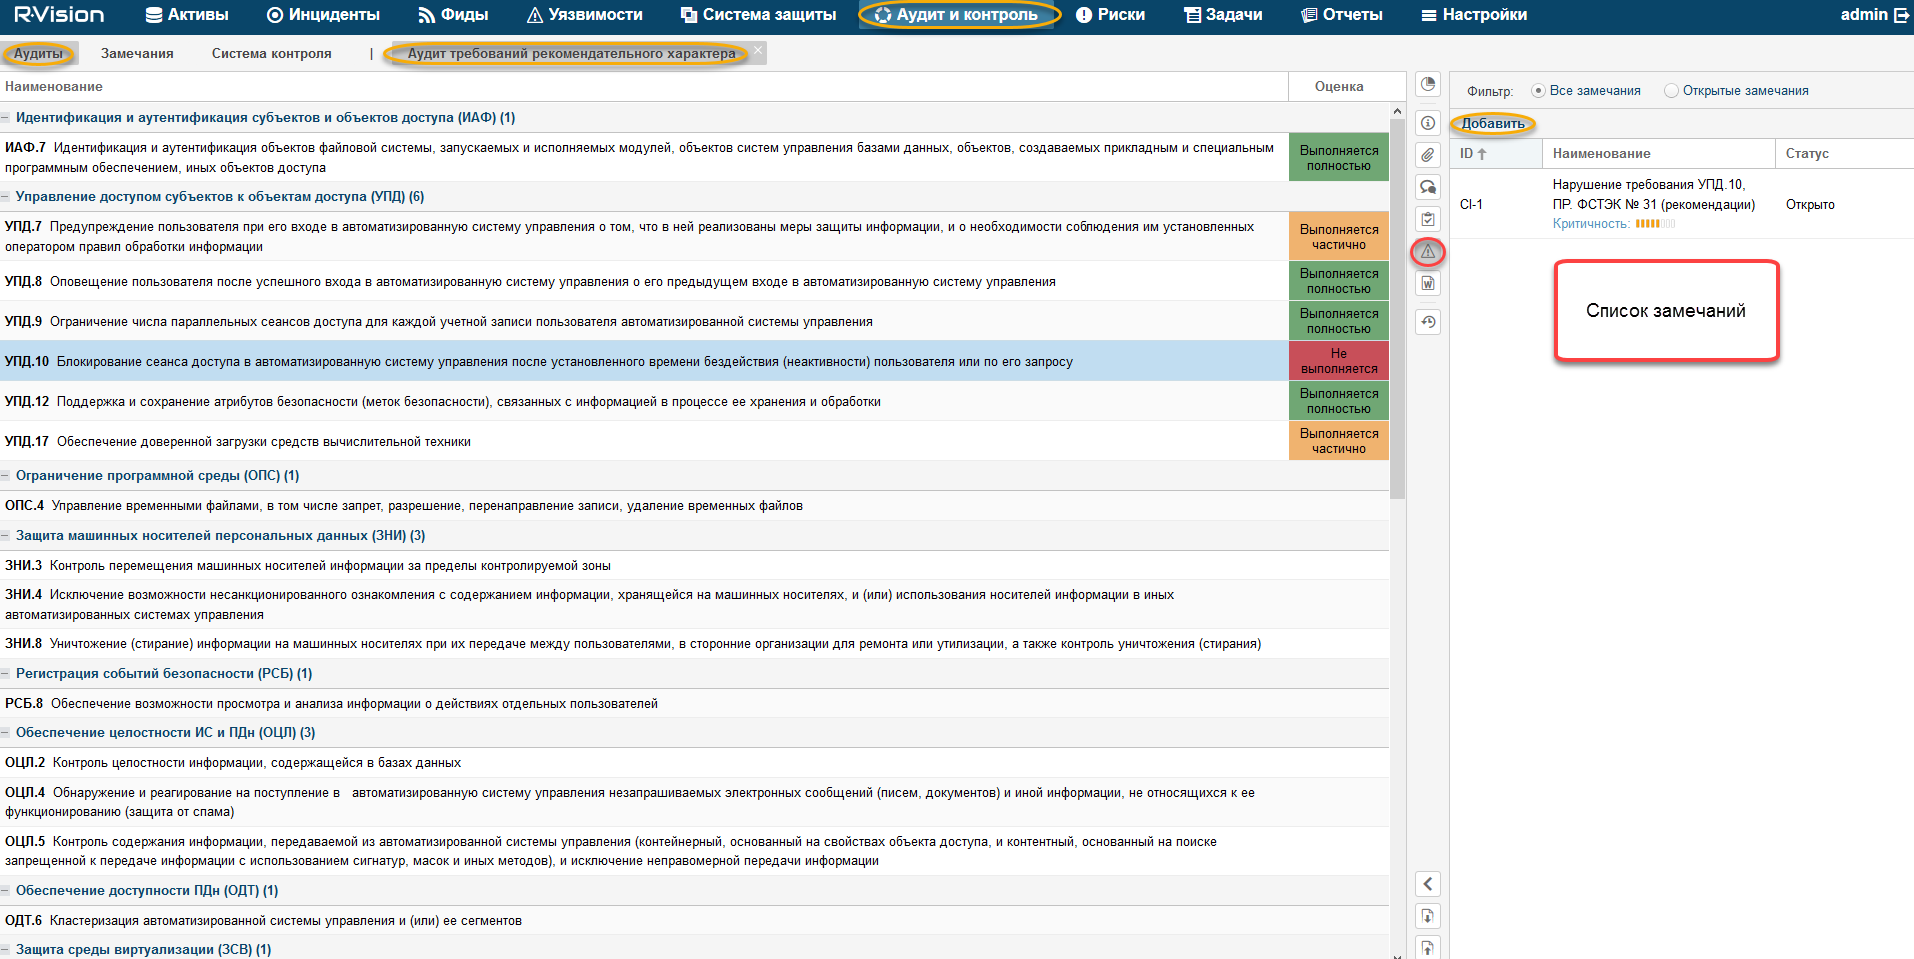 R-Vision Активы Инциденты Фиды Уязвимости Система защиты Аудит и контроль Риски Задачи Отчеты Настройки admin
Аудиты Замечания Система контроля | Аудит требований рекомендательного характера
Наименование Оценка
Идентификация и аутентификация субъектов и объектов доступа (ИАФ) (1)
ИАФ.7 Идентификация и аутентификация объектов файловой системы, запускаемых и исполняемых модулей, объектов систем управления базами данных, объектов, создаваемых прикладным и специальным
программным обеспечением, иных объектов доступа
Выполняется
полностью
Управление доступом субъектов к объектам доступа (УПД) (6)
УПД.7 Предупреждение пользователя при его входе в автоматизированную систему управления о том, что в ней реализованы меры защиты информации, и о необходимости соблюдения им установленных
оператором правил обработки информации
Выполняется
частично
УПД.8 Оповещение пользователя после успешного входа в автоматизированную систему управления о его предыдущем входе в автоматизированную систему управления
Выполняется
полностью
УПД.9 Ограничение числа параллельных сеансов доступа для каждой учетной записи пользователя автоматизированной системы управления
Выполняется
полностью
УПД.10 Блокирование сеанса доступа в автоматизированную систему управления после установленного времени бездействия (неактивности) пользователя или по его запросу
Не
выполняется
УПД.12 Поддержка и сохранение атрибутов безопасности (меток безопасности), связанных с информацией в процессе ее хранения и обработки
Выполняется
полностью
УПД.17 Обеспечение доверенной загрузки средств вычислительной техники
Выполняется
частично
Ограничение программной среды (ОПС) (1)
ОПС.4 Управление временными файлами, в том числе запрет, разрешение, перенаправление записи, удаление временных файлов
Защита машинных носителей персональных данных (ЗНИ) (3)
ЗНИ.3 Контроль перемещения машинных носителей информации за пределы контролируемой зоны
ЗНИ.4 Исключение возможности несанкционированного ознакомления с содержанием информации, хранящейся на машинных носителях, и (или) использования носителей информации в иных
автоматизированных системах управления
ЗНИ.8 Уничтожение (стирание) информации на машинных носителях при их передаче между пользователями, в сторонние организации для ремонта или утилизации, а также контроль уничтожения (стирания)
Регистрация событий безопасности (РСБ) (1)
РСБ.8 Обеспечение возможности просмотра и анализа информации о действиях отдельных пользователей
Обеспечение целостности ИС и ПДн (ОЦЛ) (3)
ОЦЛ.2 Контроль целостности информации, содержащейся в базах данных
ОЦЛ.4 Обнаружение и реагирование на поступление в автоматизированную систему управления незапрашиваемых электронных сообщений (писем, документов) и иной информации, не относящихся к ее
функционированию (защита от спама)
ОЦЛ.5 Контроль содержания информации, передаваемой из автоматизированной системы управления (контейнерный, основанный на свойствах объекта доступа, и контентный, основанный на поиске
запрещенной к передаче информации с использованием сигнатур, масок и иных методов), и исключение неправомерной передачи информации
Обеспечение доступности ПДн (ОДТ) (1)
ОДТ.6 Кластеризация автоматизированной системы управления и (или) ее сегментов
Защита среды виртуализации (ЗСВ) (1)
Фильтр: Все замечания Открытые замечания
Добавить
ID Наименование Статус
CI-1
Нарушение требования УПД.10,
ПР. ФСТЭК № 31 (рекомендации)
Критичность:
Открыто
Список замечаний